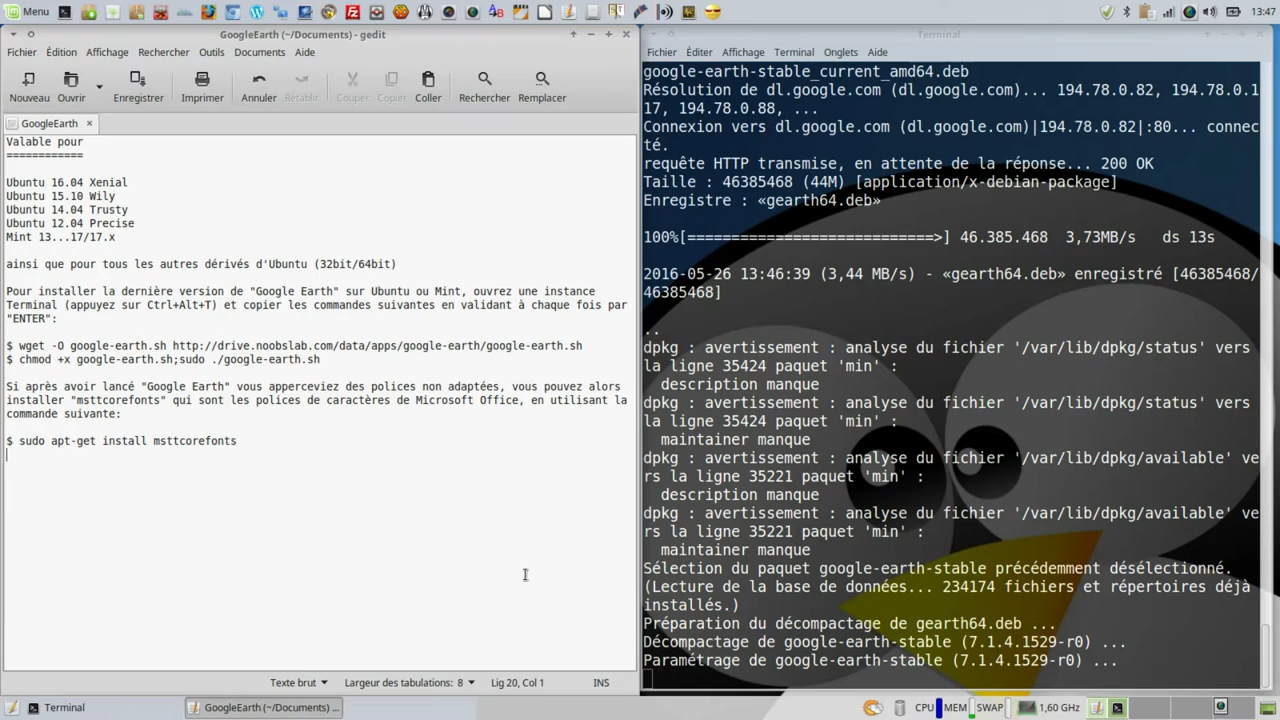 Menu
13:47
GoogleEarth (~/Documents) - gedit
Fichier Édition Affichage Rechercher Outils Documents Aide
Nouveau Ouvrir Enregistrer Imprimer Annuler Rétablir Couper Copier Coller Rechercher Remplacer
GoogleEarth
Valable pour
============
Ubuntu 16.04 Xenial
Ubuntu 15.10 Wily
Ubuntu 14.04 Trusty
Ubuntu 12.04 Precise
Mint 13...17/17.x
ainsi que pour tous les autres dérivés d'Ubuntu (32bit/64bit)
Pour installer la dernière version de "Google Earth" sur Ubuntu ou Mint, ouvrez une instance
Terminal (appuyez sur Ctrl+Alt+T) et copier les commandes suivantes en validant à chaque fois par
"ENTER":
$ wget -O google-earth.sh http://drive.noobslab.com/data/apps/google-earth/google-earth.sh
$ chmod +x google-earth.sh;sudo ./google-earth.sh
Si après avoir lancé "Google Earth" vous apperceviez des polices non adaptées, vous pouvez alors
installer "msttcorefonts" qui sont les polices de caractères de Microsoft Office, en utilisant la
commande suivante:
$ sudo apt-get install msttcorefonts
Texte brut Largeur des tabulations: 8 Lig 20, Col 1 INS
Terminal
Fichier Éditer Affichage Terminal Onglets Aide
google-earth-stable_current_amd64.deb
Résolution de dl.google.com (dl.google.com)... 194.78.0.82, 194.78.0.1
17, 194.78.0.88, ...
Connexion vers dl.google.com (dl.google.com)|194.78.0.82|:80... connec
té.
requête HTTP transmise, en attente de la réponse... 200 OK
Taille : 46385468 (44M) [application/x-debian-package]
Enregistre : «gearth64.deb»
100%[============================>] 46.385.468 3,73MB/s ds 13s
2016-05-26 13:46:39 (3,44 MB/s) - «gearth64.deb» enregistré [46385468/
46385468]
..
dpkg : avertissement : analyse du fichier '/var/lib/dpkg/status' vers
la ligne 35424 paquet 'min' :
description manque
dpkg : avertissement : analyse du fichier '/var/lib/dpkg/status' vers
la ligne 35424 paquet 'min' :
maintainer manque
dpkg : avertissement : analyse du fichier '/var/lib/dpkg/available' ve
rs la ligne 35221 paquet 'min' :
description manque
dpkg : avertissement : analyse du fichier '/var/lib/dpkg/available' ve
rs la ligne 35221 paquet 'min' :
maintainer manque
Sélection du paquet google-earth-stable précédemment désélectionné.
(Lecture de la base de données... 234174 fichiers et répertoires déjà
installés.)
Préparation du décompactage de gearth64.deb ...
Décompactage de google-earth-stable (7.1.4.1529-r0) ...
Paramétrage de google-earth-stable (7.1.4.1529-r0) ...
Terminal GoogleEarth (~/Documents) ... CPU MEM SWAP 1,60 GHz